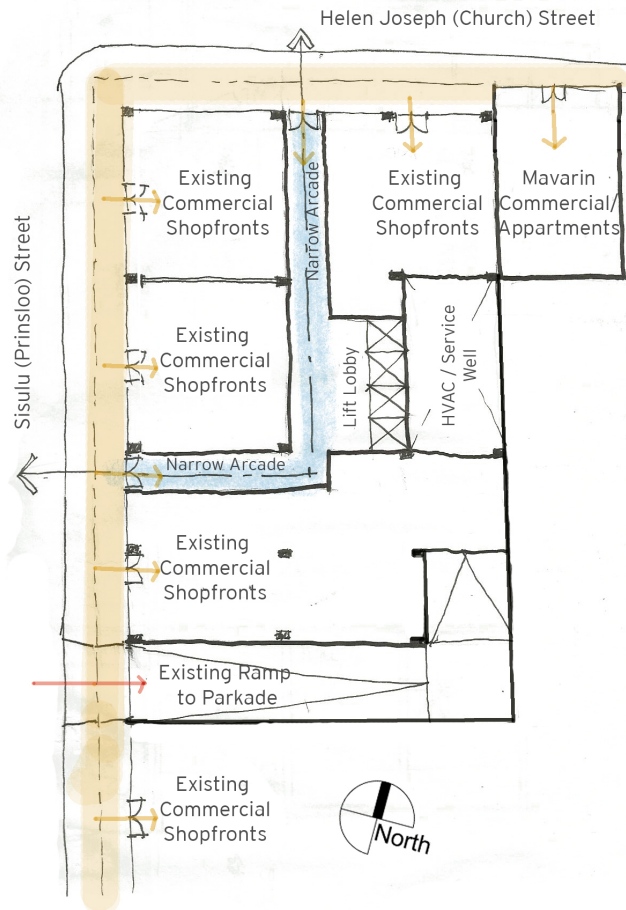 Helen Joseph (Church) Street
Existing
Commercial
Shopfronts
Narrow Arcade
Existing
Commercial
Shopfronts
Mavarin
Commercial/
Appartments
Sisulu (Prinsloo) Street
Existing
Commercial
Shopfronts
Lift Lobby
HVAC / Service
Well
Narrow Arcade
Existing
Commercial
Shopfronts
Existing Ramp
to Parkade
Existing
Commercial
Shopfronts
North